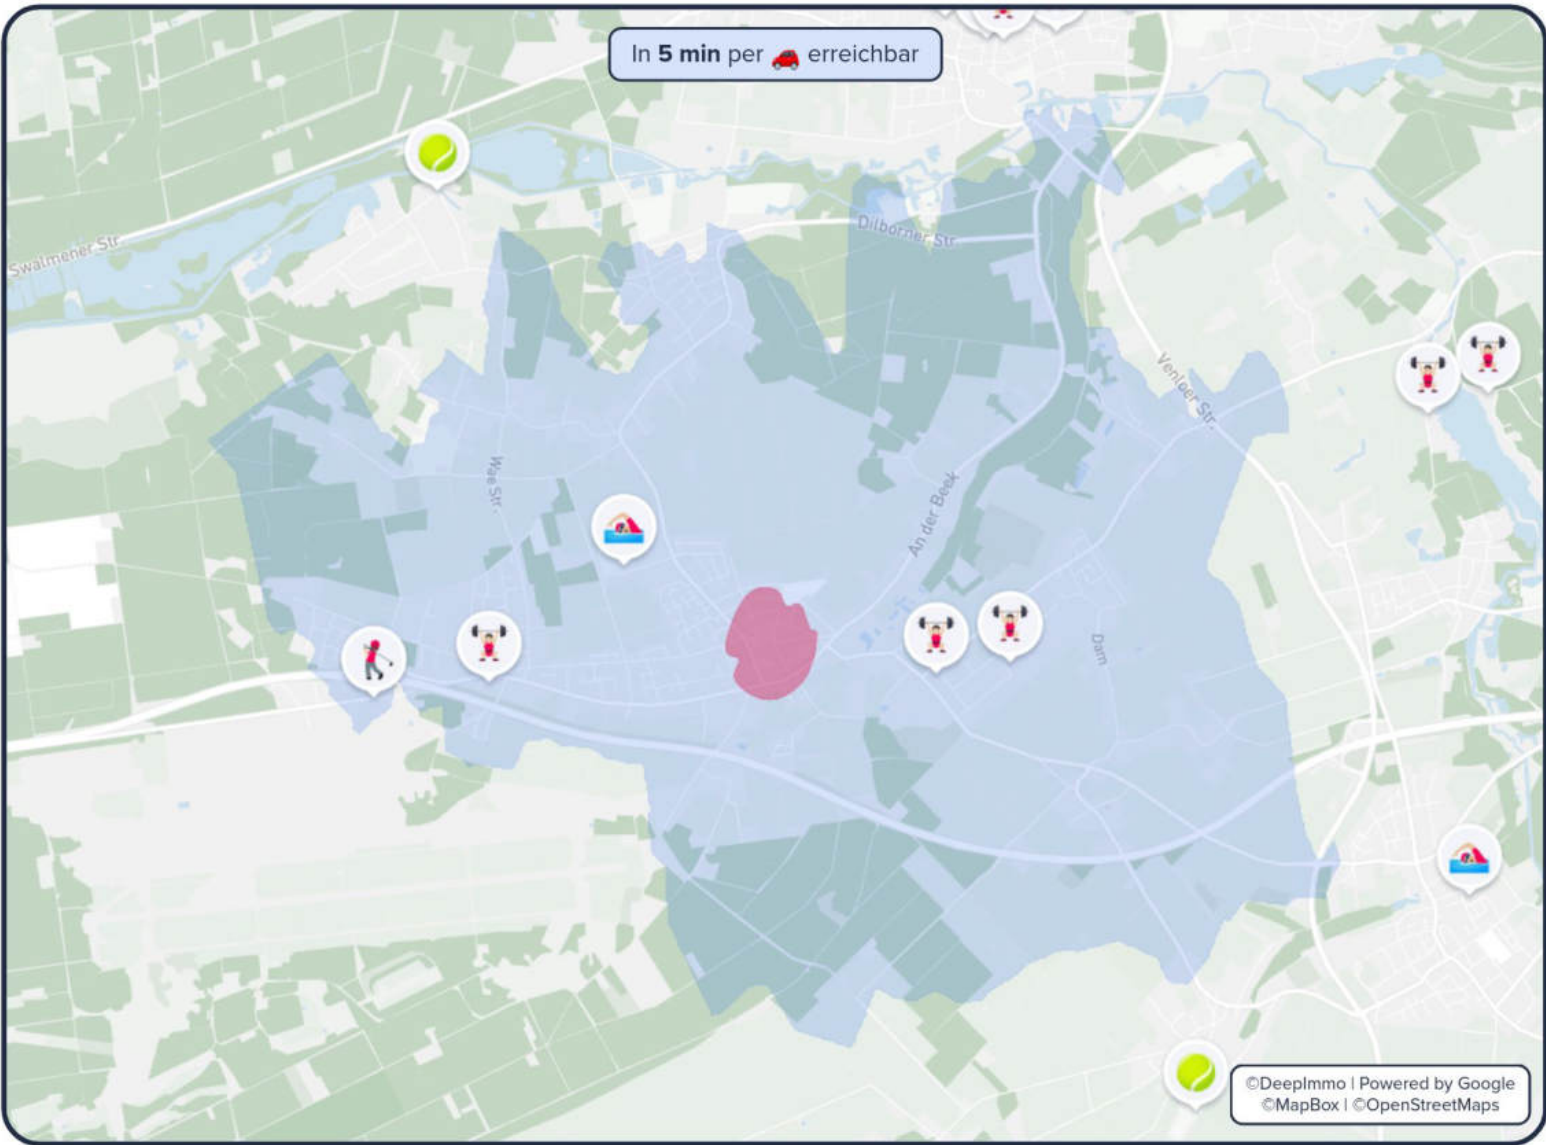 In 5 min per erreichbar
Swalmener Str.
Dilborner Str.
Venloer Str.
Wae Str.
An der Beek
Dam
©DeepImmo | Powered by Google
©MapBox | ©OpenStreetMaps